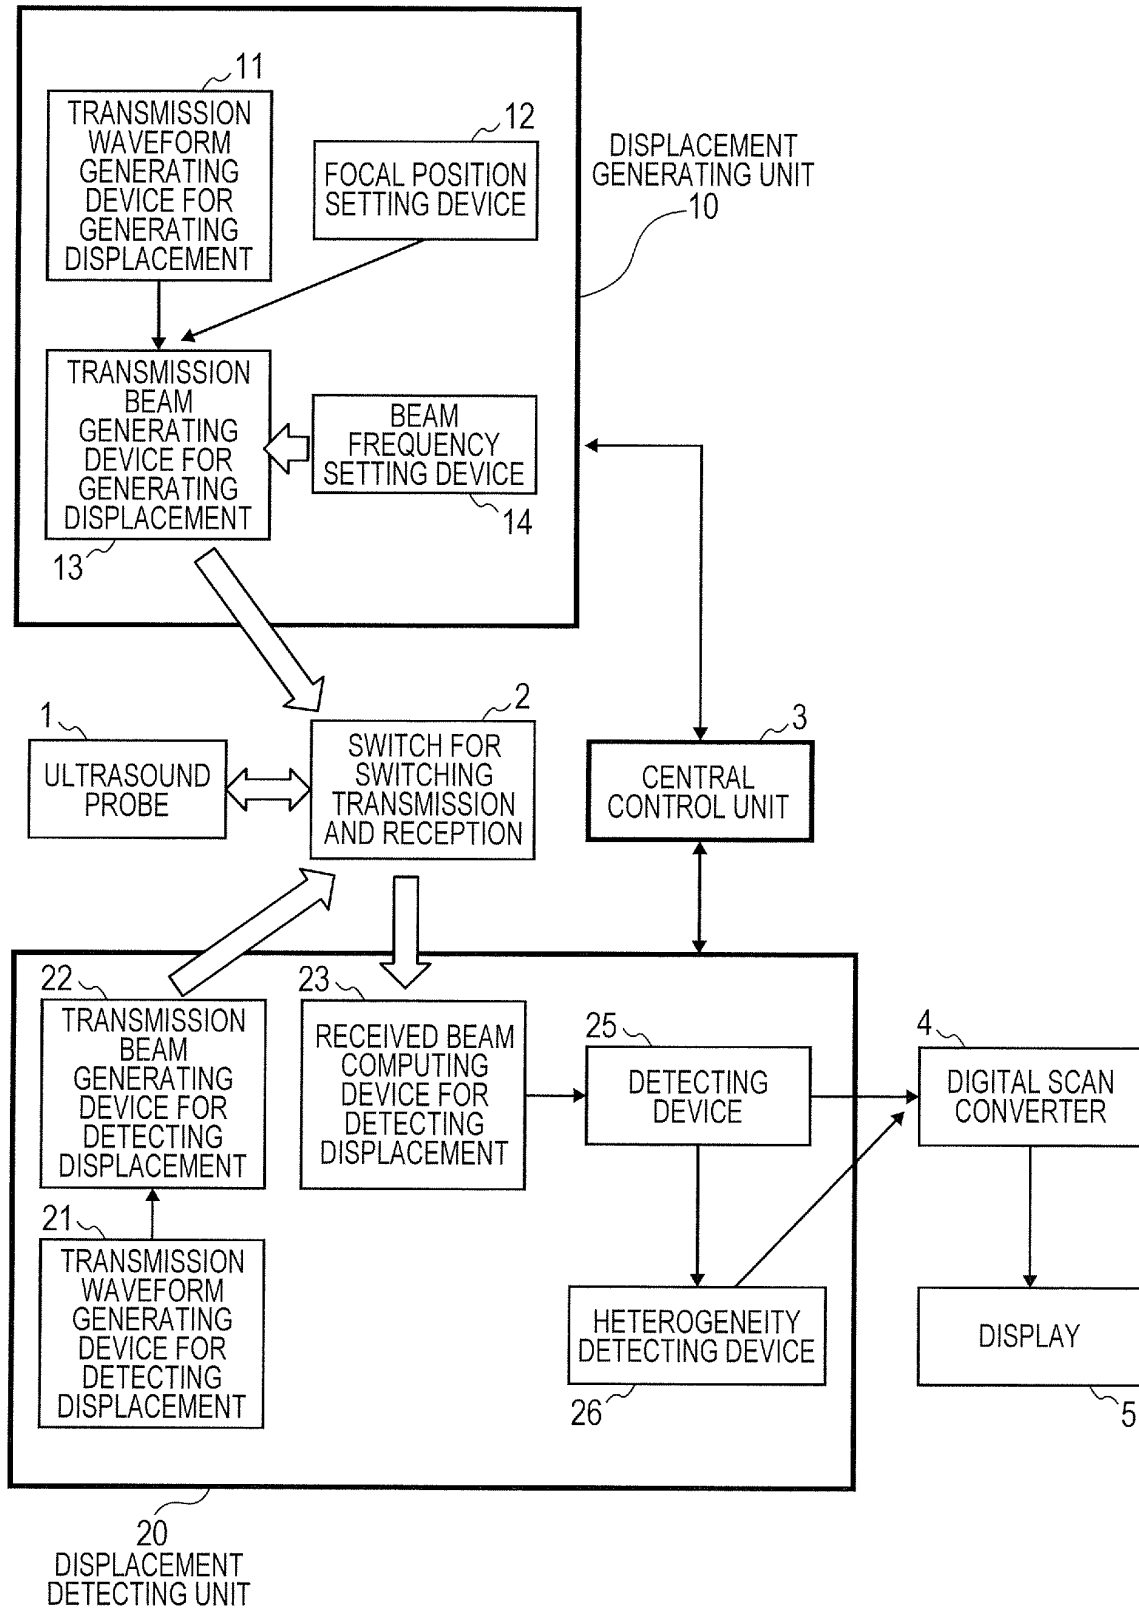 11
TRANSMISSION
WAVEFORM
GENERATING
DEVICE FOR
GENERATING
DISPLACEMENT
12
FOCAL POSITION
SETTING DEVICE
DISPLACEMENT
GENERATING UNIT
10
TRANSMISSION
BEAM
GENERATING
DEVICE FOR
GENERATING
DISPLACEMENT
13
BEAM
FREQUENCY
SETTING DEVICE
14
1
ULTRASOUND
PROBE
2
SWITCH FOR
SWITCHING
TRANSMISSION
AND RECEPTION
3
CENTRAL
CONTROL UNIT
22
TRANSMISSION
BEAM
GENERATING
DEVICE FOR
DETECTING
DISPLACEMENT
23
RECEIVED BEAM
COMPUTING
DEVICE FOR
DETECTING
DISPLACEMENT
25
DETECTING
DEVICE
4
DIGITAL SCAN
CONVERTER
21
TRANSMISSION
WAVEFORM
GENERATING
DEVICE FOR
DETECTING
DISPLACEMENT
HETEROGENEITY
DETECTING DEVICE
26
DISPLAY
5
20
DISPLACEMENT
DETECTING UNIT